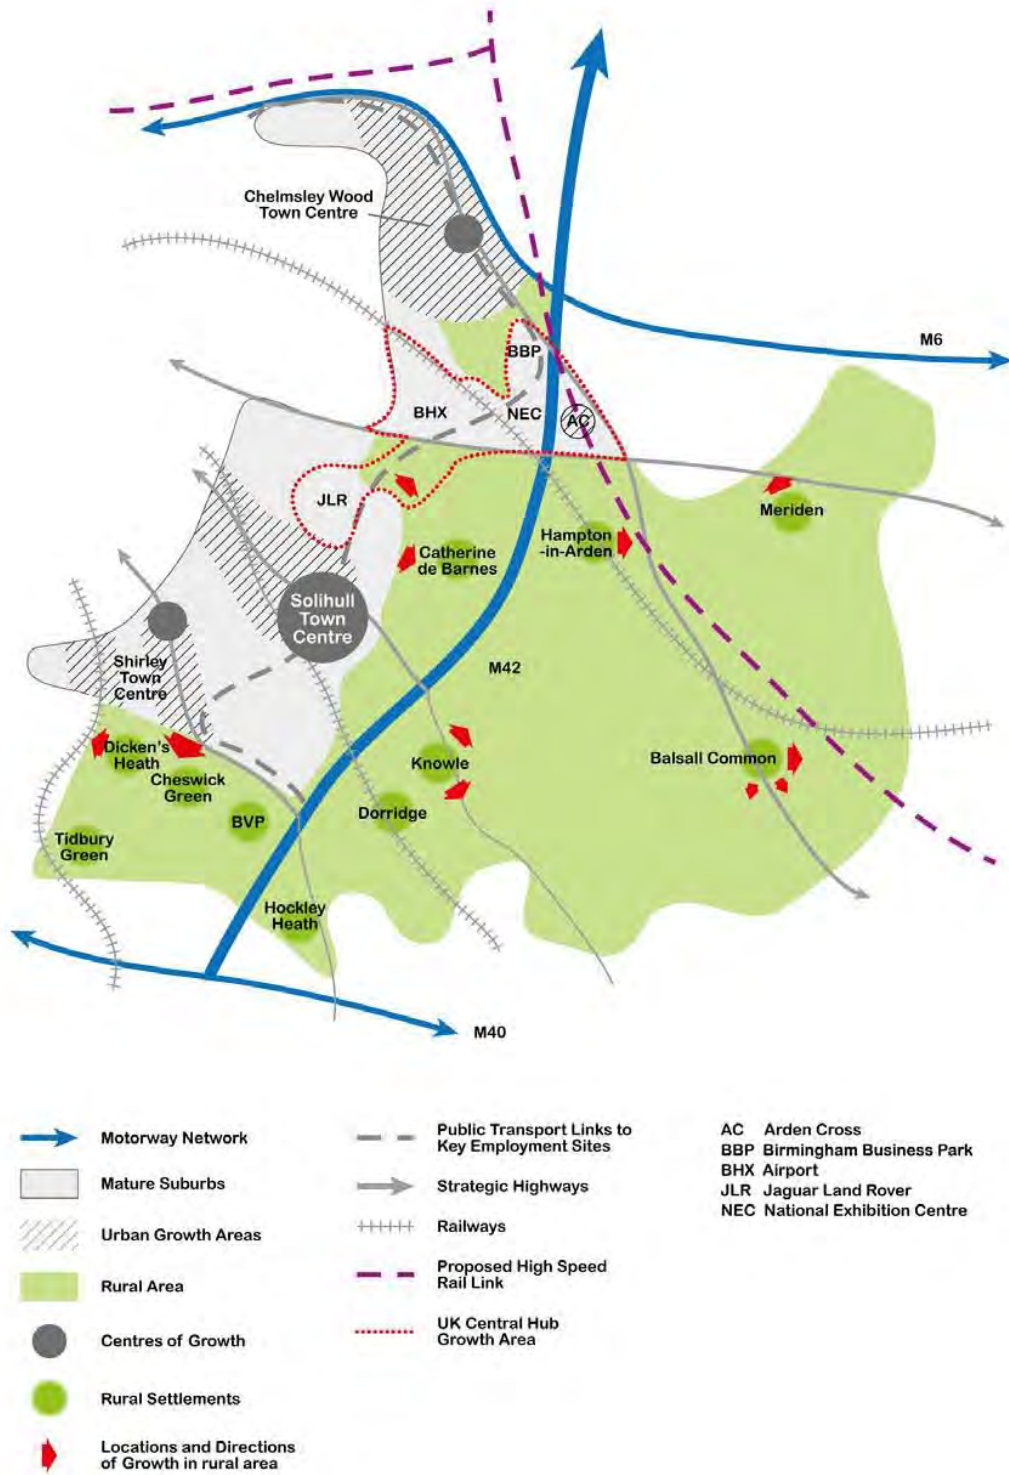 Chelmsley Wood
Town Centre
M6
BBP
BHX
NEC
AC
JLR
Meriden
Hampton
-in-Arden
Catherine
de Barnes
Solihull
Town
Centre
Shirley
Town
Centre
M42
Dicken's
Heath
Cheswick
Green
Knowle
Balsall Common
BVP
Dorridge
Tidbury
Green
Hockley
Heath
M40
Motorway Network
Mature Suburbs
Urban Growth Areas
Rural Area
Centres of Growth
Rural Settlements
Locations and Directions
of Growth in rural area
Public Transport Links to
Key Employment Sites
Strategic Highways
Railways
Proposed High Speed
Rail Link
UK Central Hub
Growth Area
AC Arden Cross
BBP Birmingham Business Park
BHX Airport
JLR Jaguar Land Rover
NEC National Exhibition Centre